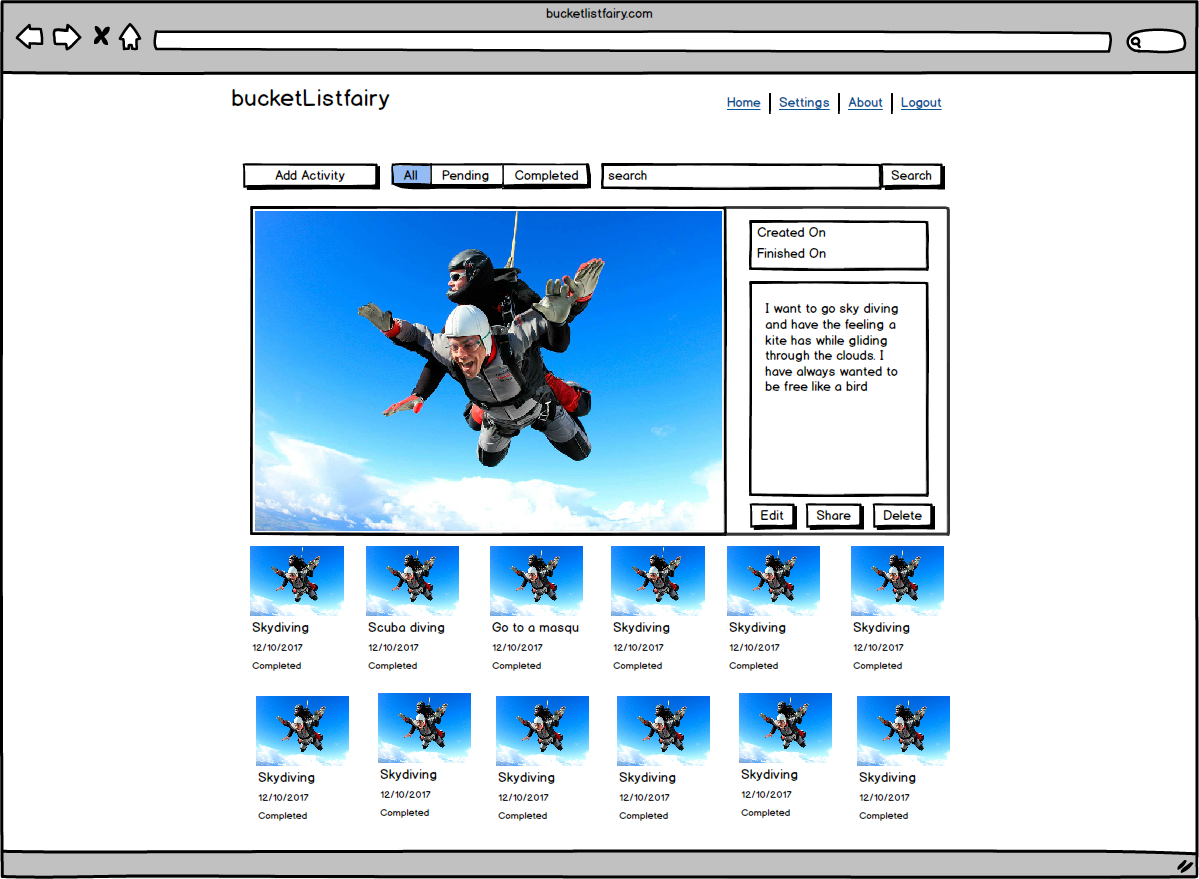 bucketlistfairy.com
bucketListfairy
Home Settings About Logout
Add Activity All Pending Completed search Search
Created On
Finished On
I want to go sky diving
and have the feeling a
kite has while gliding
through the clouds. I
have always wanted to
be free like a bird
Edit Share Delete
Skydiving Scuba diving Go to a masqu Skydiving Skydiving Skydiving
12/10/2017 12/10/2017 12/10/2017 12/10/2017 12/10/2017 12/10/2017
Completed Completed Completed Completed Completed Completed
Skydiving Skydiving Skydiving Skydiving Skydiving Skydiving
12/10/2017 12/10/2017 12/10/2017 12/10/2017 12/10/2017 12/10/2017
Completed Completed Completed Completed Completed Completed